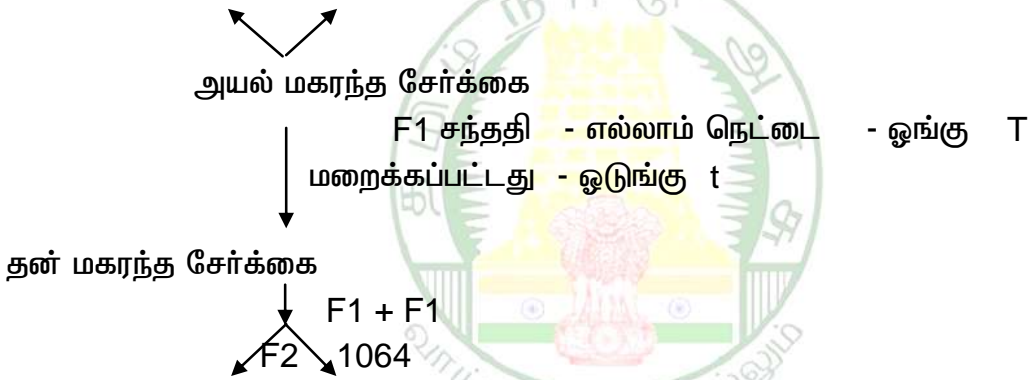 அயல் மகரந்த சேர்க்கை
F1 சந்ததி - எல்லாம் நெட்டை - ஓங்கு T
மறைக்கப்பட்டது - ஒடுங்கு t
தன் மகரந்த சேர்க்கை
F1 + F1
F2 1064